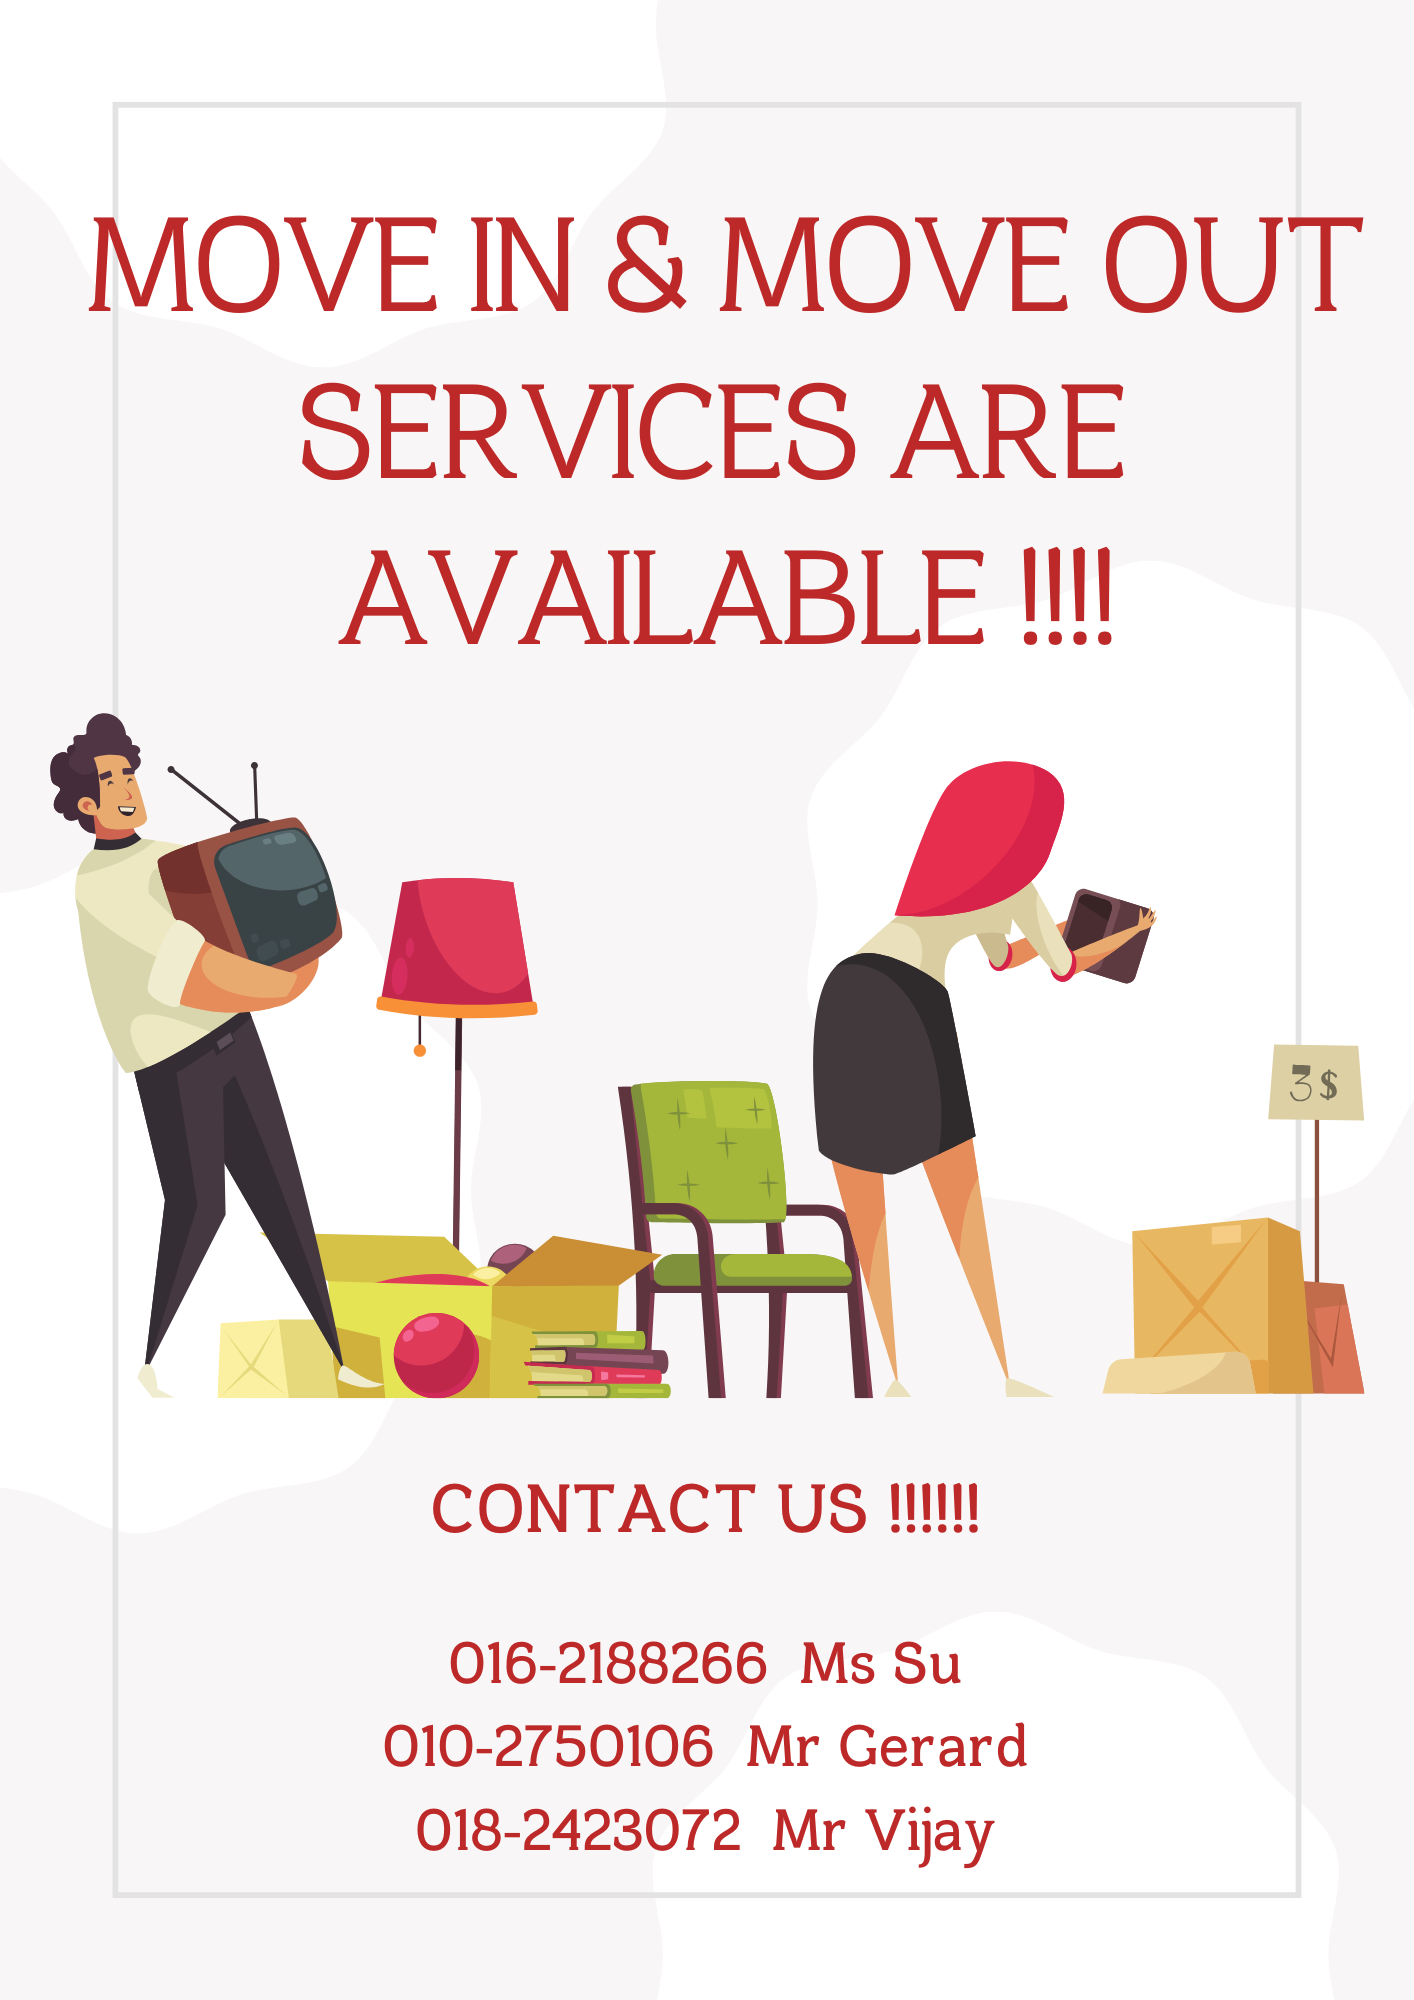 MOVE IN & MOVE OUT
SERVICES ARE
AVAILABLE !!!!
3$
CONTACT US !!!!!!
016-2188266 Ms Su
010-2750106 Mr Gerard
018-2423072 Mr Vijay